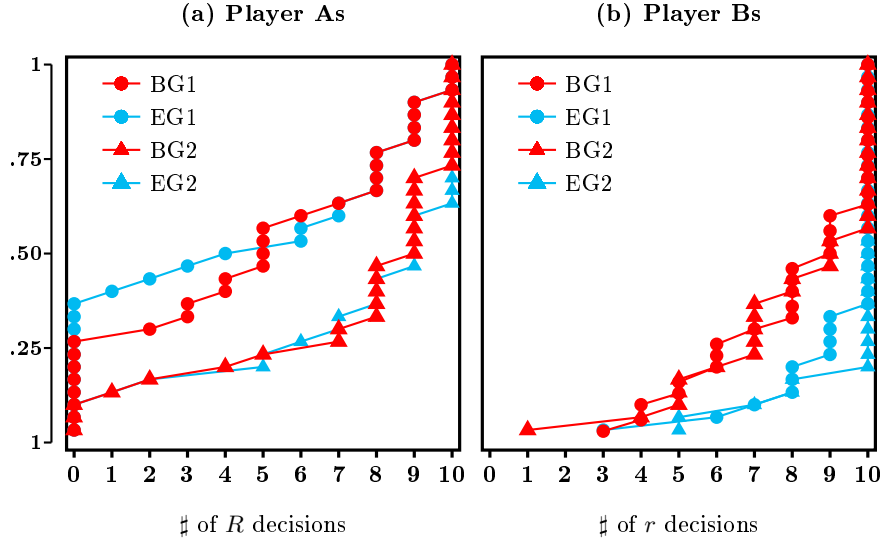 (a) Player As
(b) Player Bs
1
.75
.50
.25
1
BG1
EG1
BG2
EG2
BG1
EG1
BG2
EG2
0 1 2 3 4 5 6 7 8 9 10
0 1 2 3 4 5 6 7 8 9 10
♯ of R decisions
♯ of r decisions